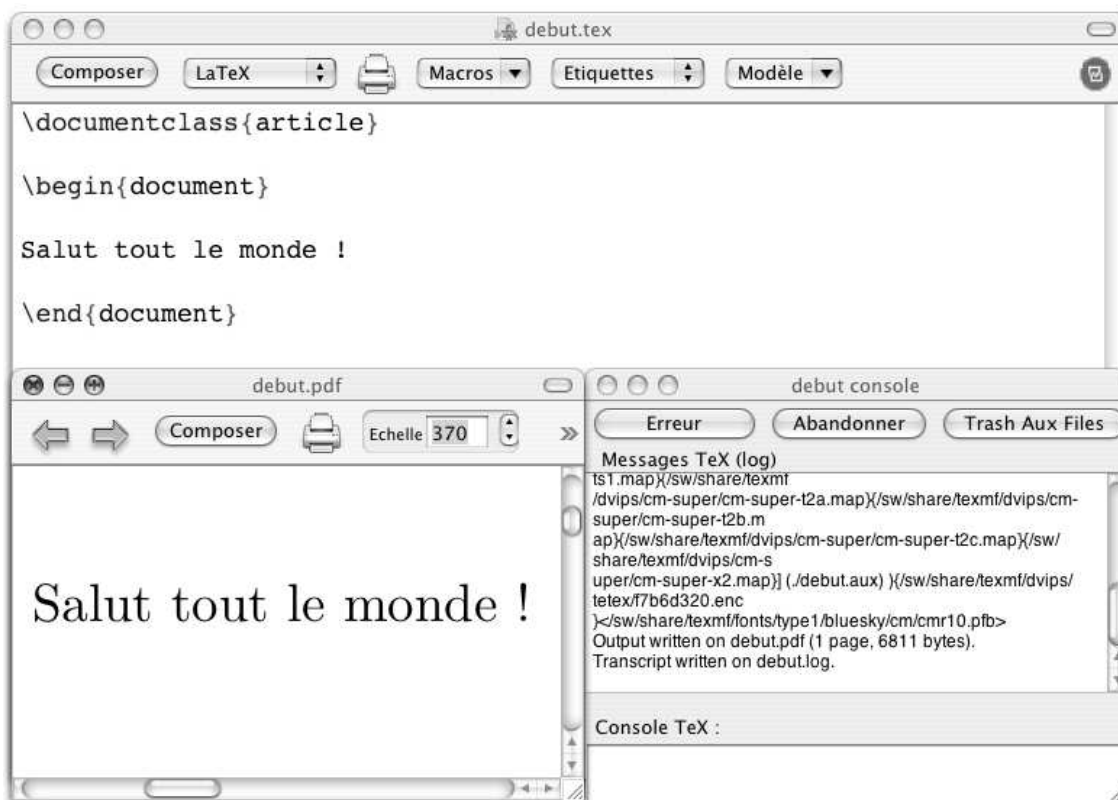 debut.tex
Composer LaTeX Macros Etiquettes Modèle
\documentclass{article}
\begin{document}
Salut tout le monde !
\end{document}
debut.pdf
Composer Echelle 370 »
Salut tout le monde !
debut console
Erreur Abandonner Trash Aux Files
Messages TeX (log)
ts1.map}{/sw/share/texmf
/dvips/cm-super/cm-super-t2a.map}{/sw/share/texmf/dvips/cm-
super/cm-super-t2b.m
ap}{/sw/share/texmf/dvips/cm-super/cm-super-t2c.map}{/sw/
share/texmf/dvips/cm-s
uper/cm-super-x2.map}] (./debut.aux) ){/sw/share/texmf/dvips/
tetex/f7b6d320.enc
}</sw/share/texmf/fonts/type1/bluesky/cm/cmr10.pfb>
Output written on debut.pdf (1 page, 6811 bytes).
Transcript written on debut.log.
Console TeX :